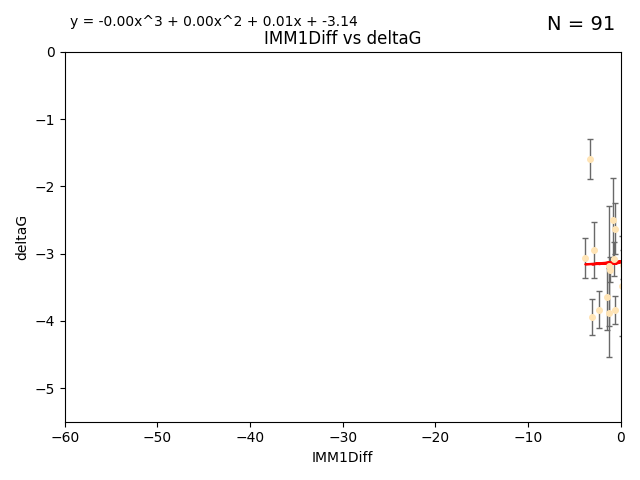 y = -0.00x^3 + 0.00x^2 + 0.01x + -3.14
N = 91
IMM1Diff vs deltaG
0
−1
−2
−3
−4
−5
deltaG
−60 −50 −40 −30 −20 −10 0
IMM1Diff